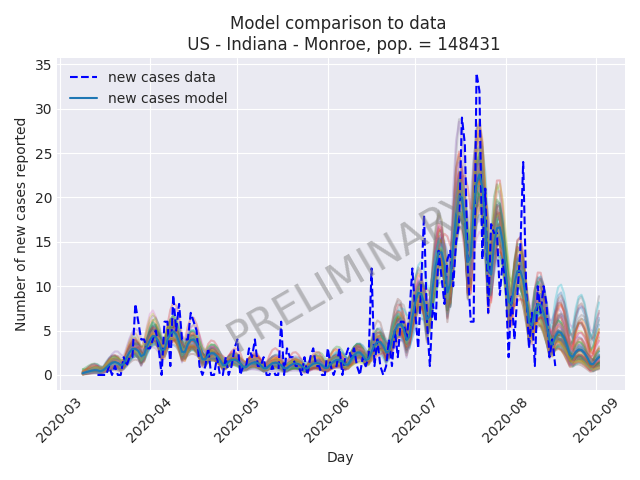 Model comparison to data
US - Indiana - Monroe, pop. = 148431
new cases data
new cases model
PRELIMINARY
Number of new cases reported
35
30
25
20
15
10
5
0
2020-03
2020-04
2020-05
2020-06
2020-07
2020-08
2020-09
Day